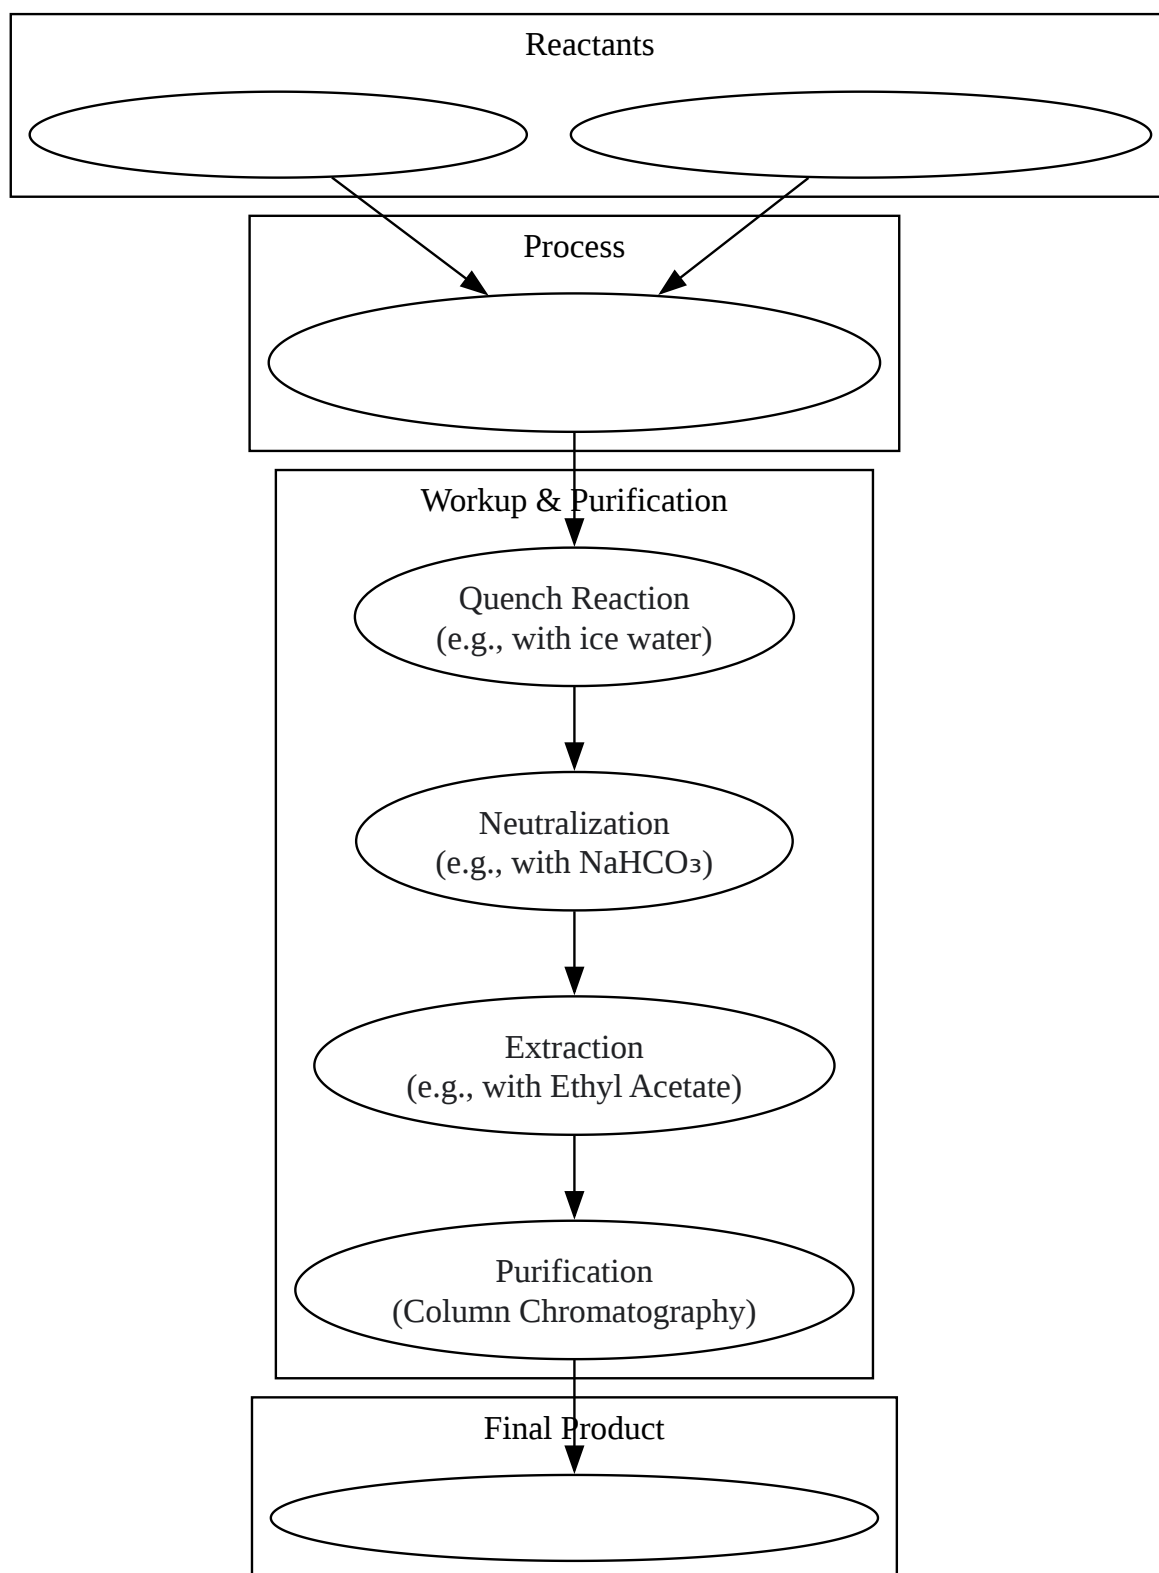 Reactants
Process
Workup & Purification
Quench Reaction
(e.g., with ice water)
Neutralization
(e.g., with NaHCO₃)
Extraction
(e.g., with Ethyl Acetate)
Purification
(Column Chromatography)
Final Product